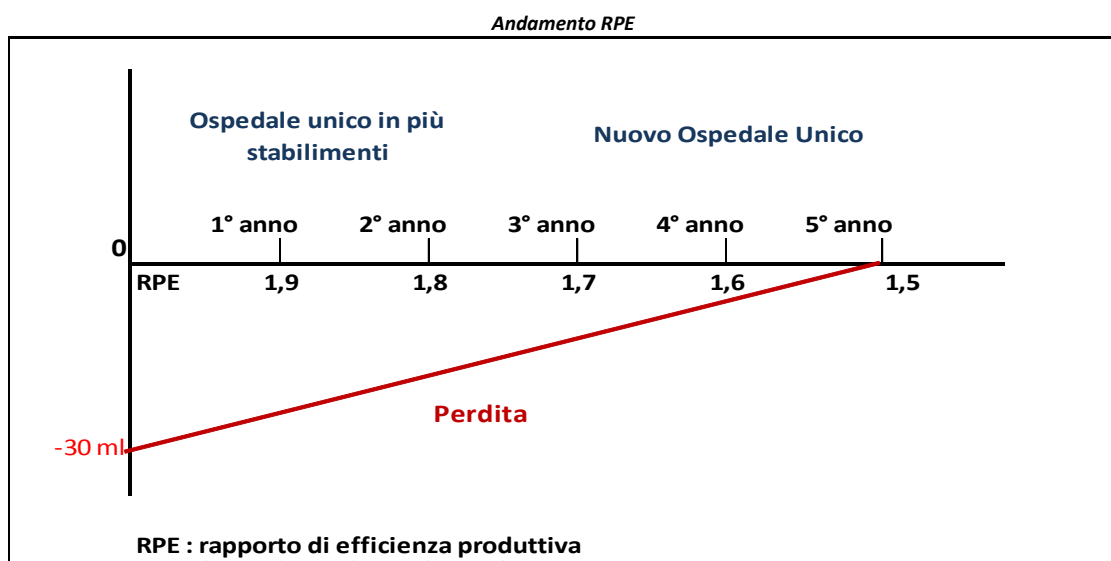 Andamento RPE
Ospedale unico in più
stabilimenti
Nuovo Ospedale Unico
1° anno 2° anno 3° anno 4° anno 5° anno
0
RPE 1,9 1,8 1,7 1,6 1,5
Perdita
-30 ml
RPE : rapporto di efficienza produttiva